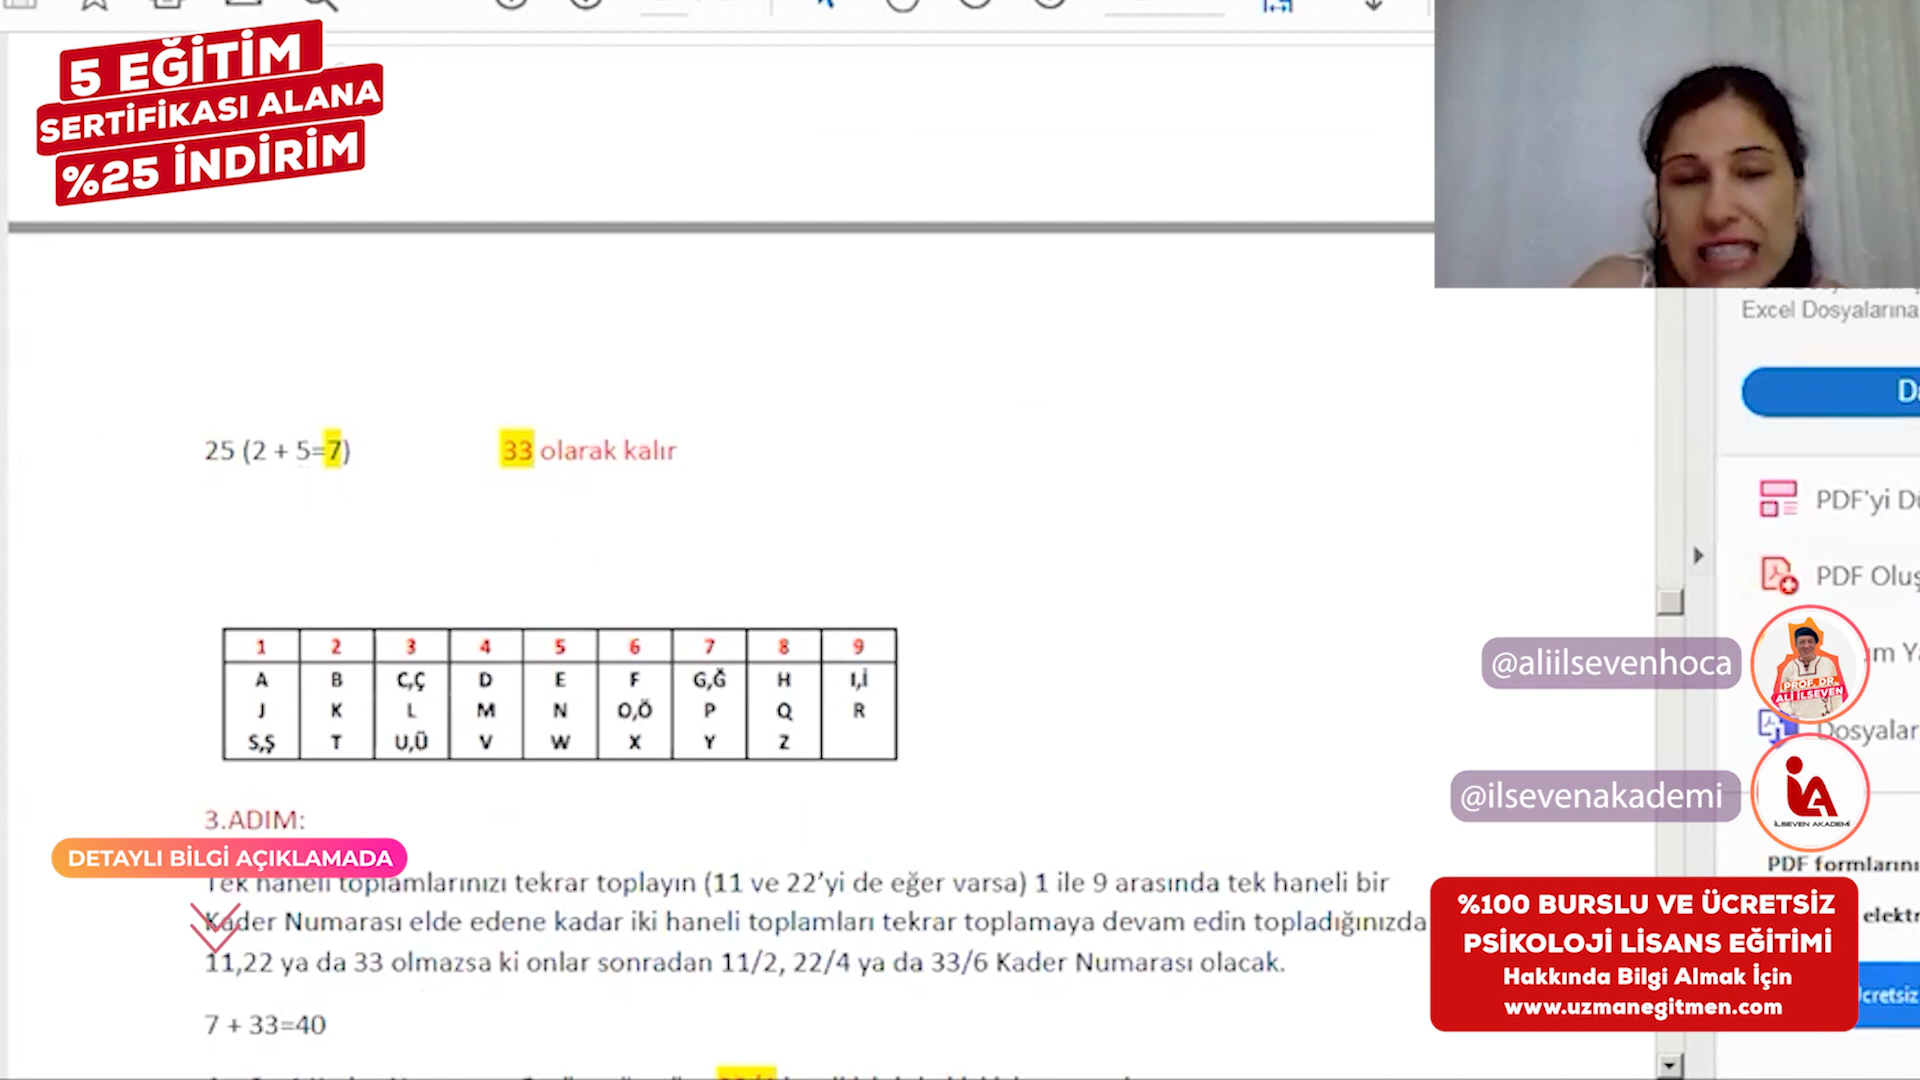 5 EĞİTİM
SERTİFİKASI ALANA
%25 İNDİRİM
Excel Dosyalarına
25 (2 + 5=7)
33 olarak kalır
PDF'yi
PDF
1 2 3 4 5 6 7 8 9
A B C,Ç D E F G,Ğ H I,İ
J K L M N O,Ö P Q R
S,Ş T U,Ü V W X Y Z
@aliilsevenhoca
PROF. DR.
ALİ İLSEVEN
Dosyalar
@ilsevenakademi
İLSEVEN AKADEMİ
3.ADIM:
DETAYLI BİLGİ AÇIKLAMADA
PDF formlarını
Tek haneli toplamlarınızı tekrar toplayın (11 ve 22'yi de eğer varsa) 1 ile 9 arasında tek haneli bir
Kader Numarası elde edene kadar iki haneli toplamları tekrar toplamaya devam edin topladığınızda
11,22 ya da 33 olmazsa ki onlar sonradan 11/2, 22/4 ya da 33/6 Kader Numarası olacak.
7 + 33=40
%100 BURSLU VE ÜCRETSİZ
PSİKOLOJİ LİSANS EĞİTİMİ
Hakkında Bilgi Almak İçin
www.uzmanegitmen.com